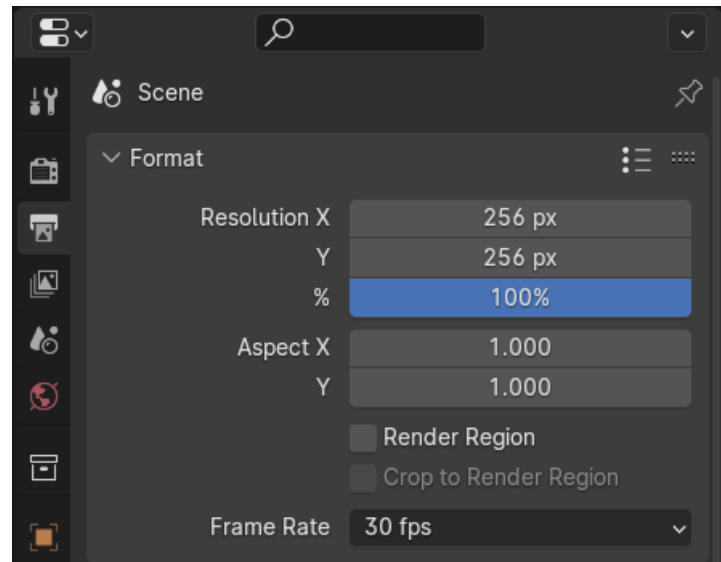 Scene
Format
Resolution X 256 px
Y 256 px
% 100%
Aspect X 1.000
Y 1.000
Render Region
Crop to Render Region
Frame Rate 30 fps